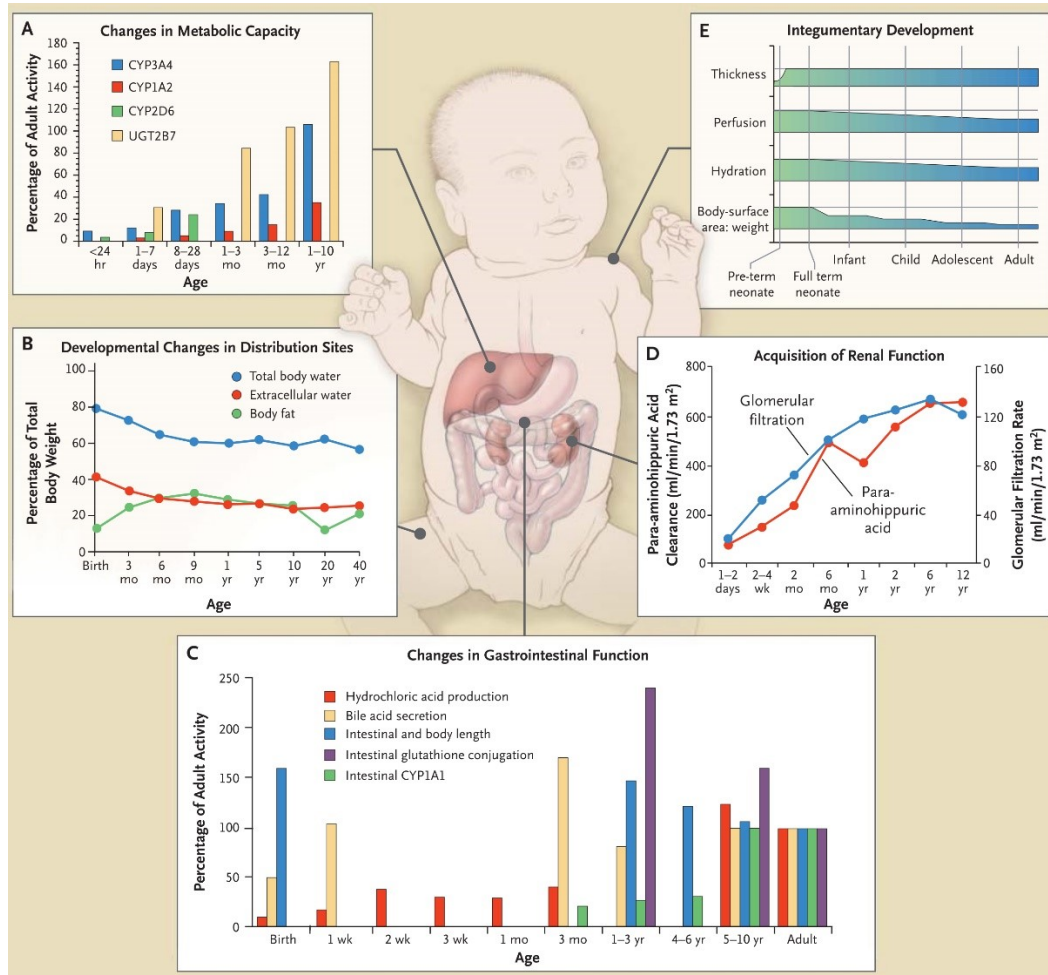 A
Changes in Metabolic Capacity
Percentage of Adult Activity
180
160
140
120
100
80
60
40
20
0
CYP3A4
CYP1A2
CYP2D6
UGT2B7
<24 hr
1–7 days
8–28 days
1–3 mo
3–12 mo
1–10 yr
Age
E
Integumentary Development
Thickness
Perfusion
Hydration
Body-surface
area: weight
Infant
Child
Adolescent
Adult
Pre-term
neonate
Full term
neonate
B
Developmental Changes in Distribution Sites
Percentage of Total
Body Weight
100
80
60
40
20
0
Total body water
Extracellular water
Body fat
Birth
3 mo
6 mo
9 mo
1 yr
5 yr
10 yr
20 yr
40 yr
Age
D
Acquisition of Renal Function
Para-aminohippuric Acid
Clearance (ml/min/1.73 m²)
800
600
400
200
0
Glomerular
filtration
Para-
aminohippuric
acid
160
120
80
40
0
Glomerular Filtration Rate
(ml/min/1.73 m²)
1–2 days
2–4 wk
2 mo
6 mo
1 yr
2 yr
6 yr
12 yr
Age
C
Changes in Gastrointestinal Function
Percentage of Adult Activity
250
200
150
100
50
0
Hydrochloric acid production
Bile acid secretion
Intestinal and body length
Intestinal glutathione conjugation
Intestinal CYP1A1
Birth
1 wk
2 wk
3 wk
1 mo
3 mo
1–3 yr
4–6 yr
5–10 yr
Adult
Age